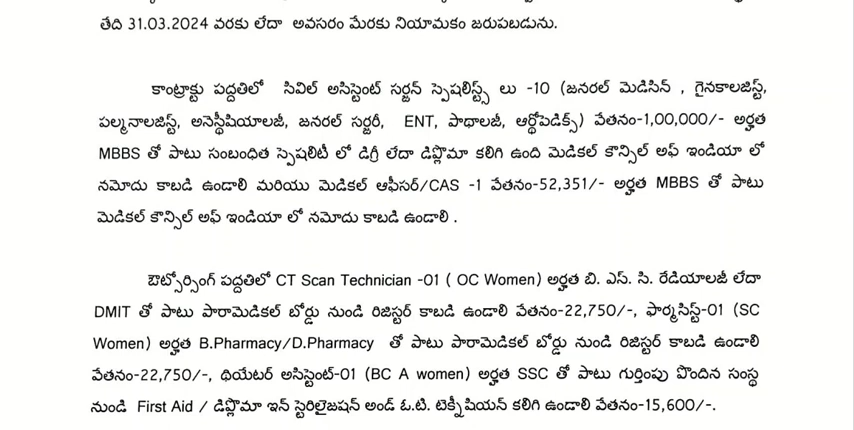 తేది 31.03.2024 వరకు లేదా అవసరం మేరకు నియామకం జరుపబడును.
కాంట్రాక్టు పద్దతిలో సివిల్ అసిస్టెంట్ సర్జన్ స్పెషలిస్ట్స్ లు -10 (జనరల్ మెడిసిన్ , గైనకాలజిస్ట్,
పల్మనాలజిస్ట్, అనెస్థీషియాలజీ, జనరల్ సర్జరీ, ENT, పాథాలజీ, ఆర్థోపెడిక్స్) వేతనం-1,00,000/- అర్హత
MBBS తో పాటు సంబంధిత స్పెషలిటీ లో డిగ్రీ లేదా డిప్లొమా కలిగి ఉంది మెడికల్ కౌన్సిల్ అఫ్ ఇండియా లో
నమోదు కాబడి ఉండాలి మరియు మెడికల్ ఆఫీసర్/CAS -1 వేతనం-52,351/- అర్హత MBBS తో పాటు
మెడికల్ కౌన్సిల్ అఫ్ ఇండియా లో నమోదు కాబడి ఉండాలి .
ఔట్సోర్సింగ్ పద్దతిలో CT Scan Technician -01 ( OC Women) అర్హత బి. ఎస్. సి. రేడియాలజీ లేదా
DMIT తో పాటు పారామెడికల్ బోర్డు నుండి రిజిస్టర్ కాబడి ఉండాలి వేతనం-22,750/-, ఫార్మసిస్ట్-01 (SC
Women) అర్హత B.Pharmacy/D.Pharmacy తో పాటు పారామెడికల్ బోర్డు నుండి రిజిస్టర్ కాబడి ఉండాలి
వేతనం-22,750/-, థియేటర్ అసిస్టెంట్-01 (BC A women) అర్హత SSC తో పాటు గుర్తింపు పొందిన సంస్థ
నుండి First Aid / డిప్లొమా ఇన్ స్టెరిలైజషన్ అండ్ ఓ.టి. టెక్నీషియన్ కలిగి ఉండాలి వేతనం-15,600/-.